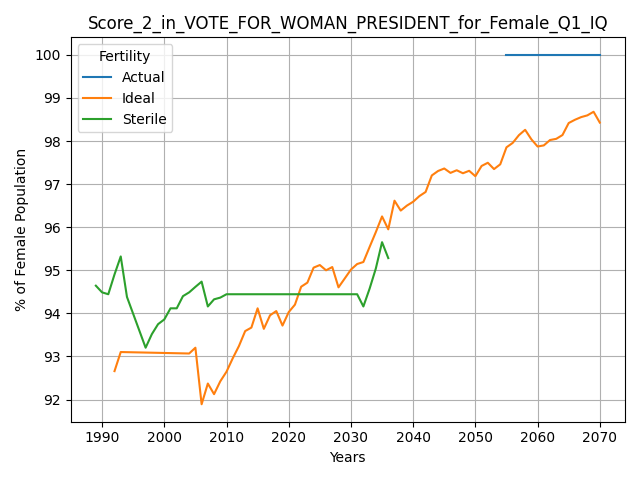 Score_2_in_VOTE_FOR_WOMAN_PRESIDENT_for_Female_Q1_IQ
Fertility
Actual
Ideal
Sterile
% of Female Population
100
99
98
97
96
95
94
93
92
1990 2000 2010 2020 2030 2040 2050 2060 2070
Years